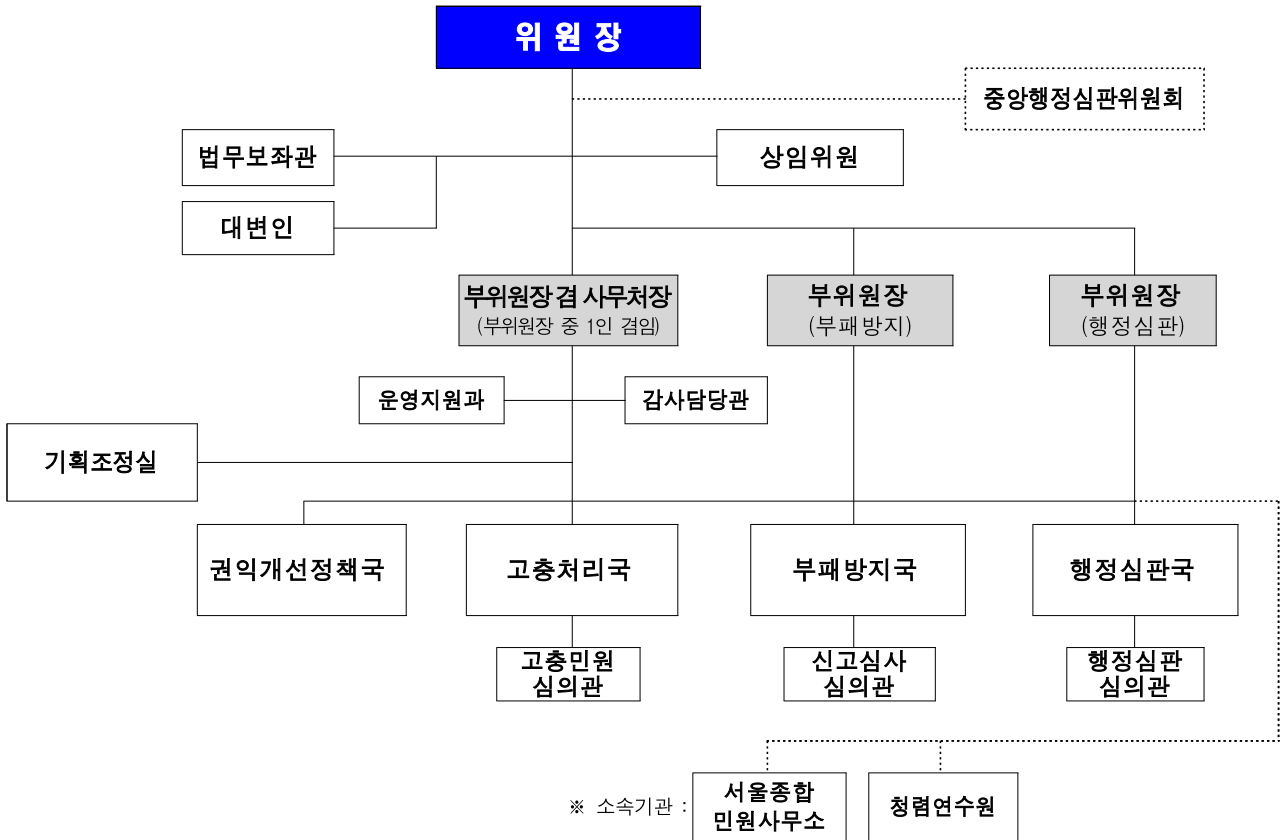 위 원 장
중앙행정심판위원회
법무보좌관
상임위원
대변인
부위원장 겸 사무처장
(부위원장 중 1인 겸임)
부위원장
(부패방지)
부위원장
(행정심판)
운영지원과
감사담당관
기획조정실
권익개선정책국
고충처리국
부패방지국
행정심판국
고충민원
심의관
신고심사
심의관
행정심판
심의관
※ 소속기관 :
서울종합
민원사무소
청렴연수원